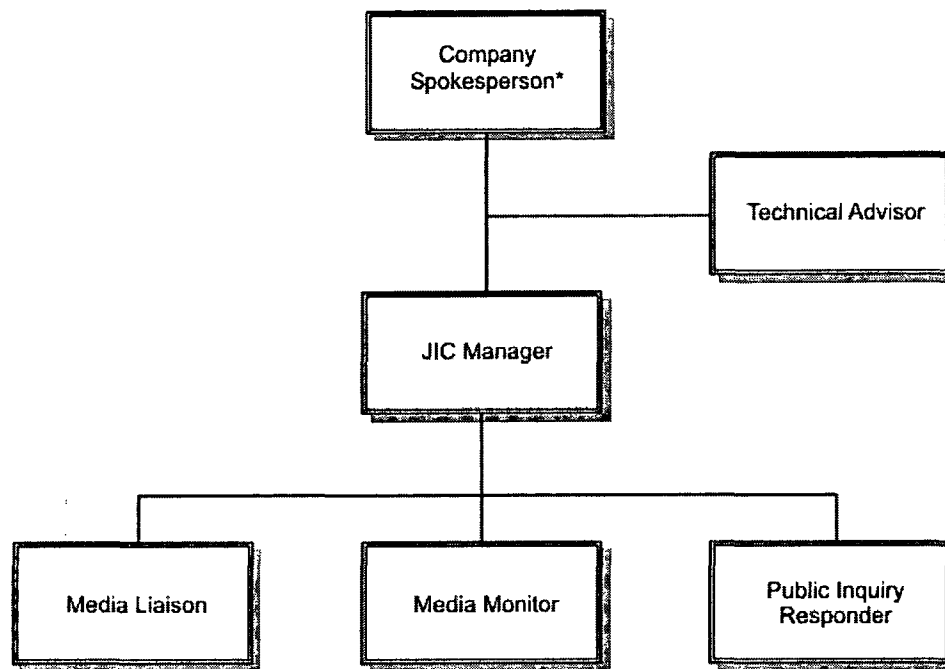 Company
Spokesperson*
Technical Advisor
JIC Manager
Media Liaison
Media Monitor
Public Inquiry
Responder